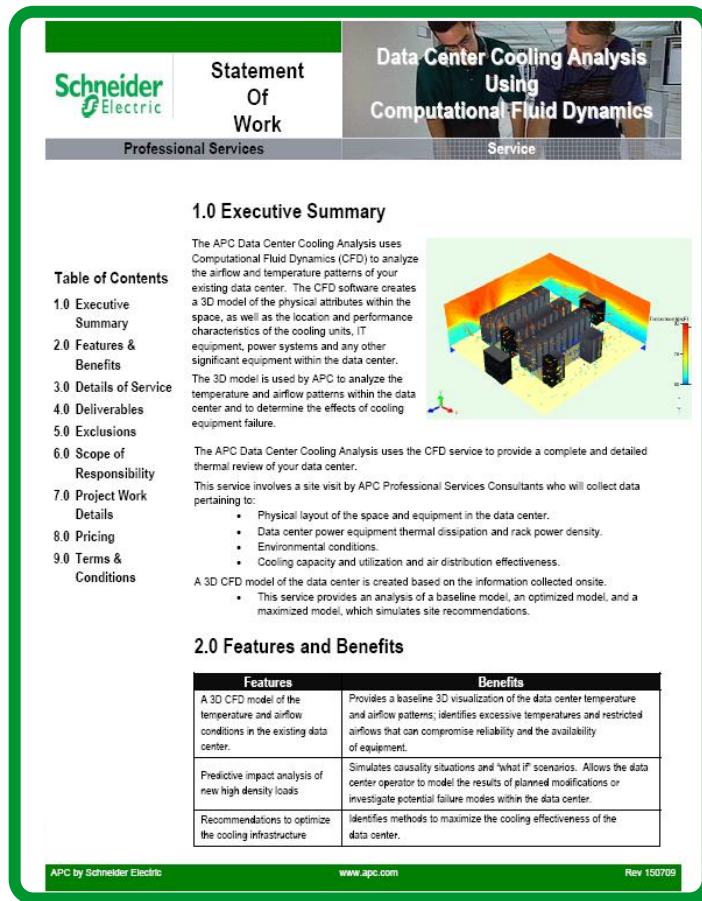 Schneider
Electric
Statement
Of
Work
Data Center Cooling Analysis
Using
Computational Fluid Dynamics
Professional Services
Service
Table of Contents
1.0 Executive
Summary
2.0 Features &
Benefits
3.0 Details of Service
4.0 Deliverables
5.0 Exclusions
6.0 Scope of
Responsibility
7.0 Project Work
Details
8.0 Pricing
9.0 Terms &
Conditions
1.0 Executive Summary
The APC Data Center Cooling Analysis uses
Computational Fluid Dynamics (CFD) to analyze
the airflow and temperature patterns of your
existing data center. The CFD software creates
a 3D model of the physical attributes within the
space, as well as the location and performance
characteristics of the cooling units, IT
equipment, power systems and any other
significant equipment within the data center.
The 3D model is used by APC to analyze the
temperature and airflow patterns within the data
center and to determine the effects of cooling
equipment failure.
The APC Data Center Cooling Analysis uses the CFD service to provide a complete and detailed
thermal review of your data center.
This service involves a site visit by APC Professional Services Consultants who will collect data
pertaining to:
• Physical layout of the space and equipment in the data center.
• Data center power equipment thermal dissipation and rack power density.
• Environmental conditions.
• Cooling capacity and utilization and air distribution effectiveness.
A 3D CFD model of the data center is created based on the information collected onsite.
• This service provides an analysis of a baseline model, an optimized model, and a
maximized model, which simulates site recommendations.
2.0 Features and Benefits
Features
Benefits
A 3D CFD model of the
temperature and airflow
conditions in the existing data
center.
Provides a baseline 3D visualization of the data center temperature
and airflow patterns; identifies excessive temperatures and restricted
airflows that can compromise reliability and the availability
of equipment.
Predictive impact analysis of
new high density loads
Simulates causality situations and "what if" scenarios. Allows the data
center operator to model the results of planned modifications or
investigate potential failure modes within the data center.
Recommendations to optimize
the cooling infrastructure
Identifies methods to maximize the cooling effectiveness of the
data center.
APC by Schneider Electric
www.apc.com
Rev 150709